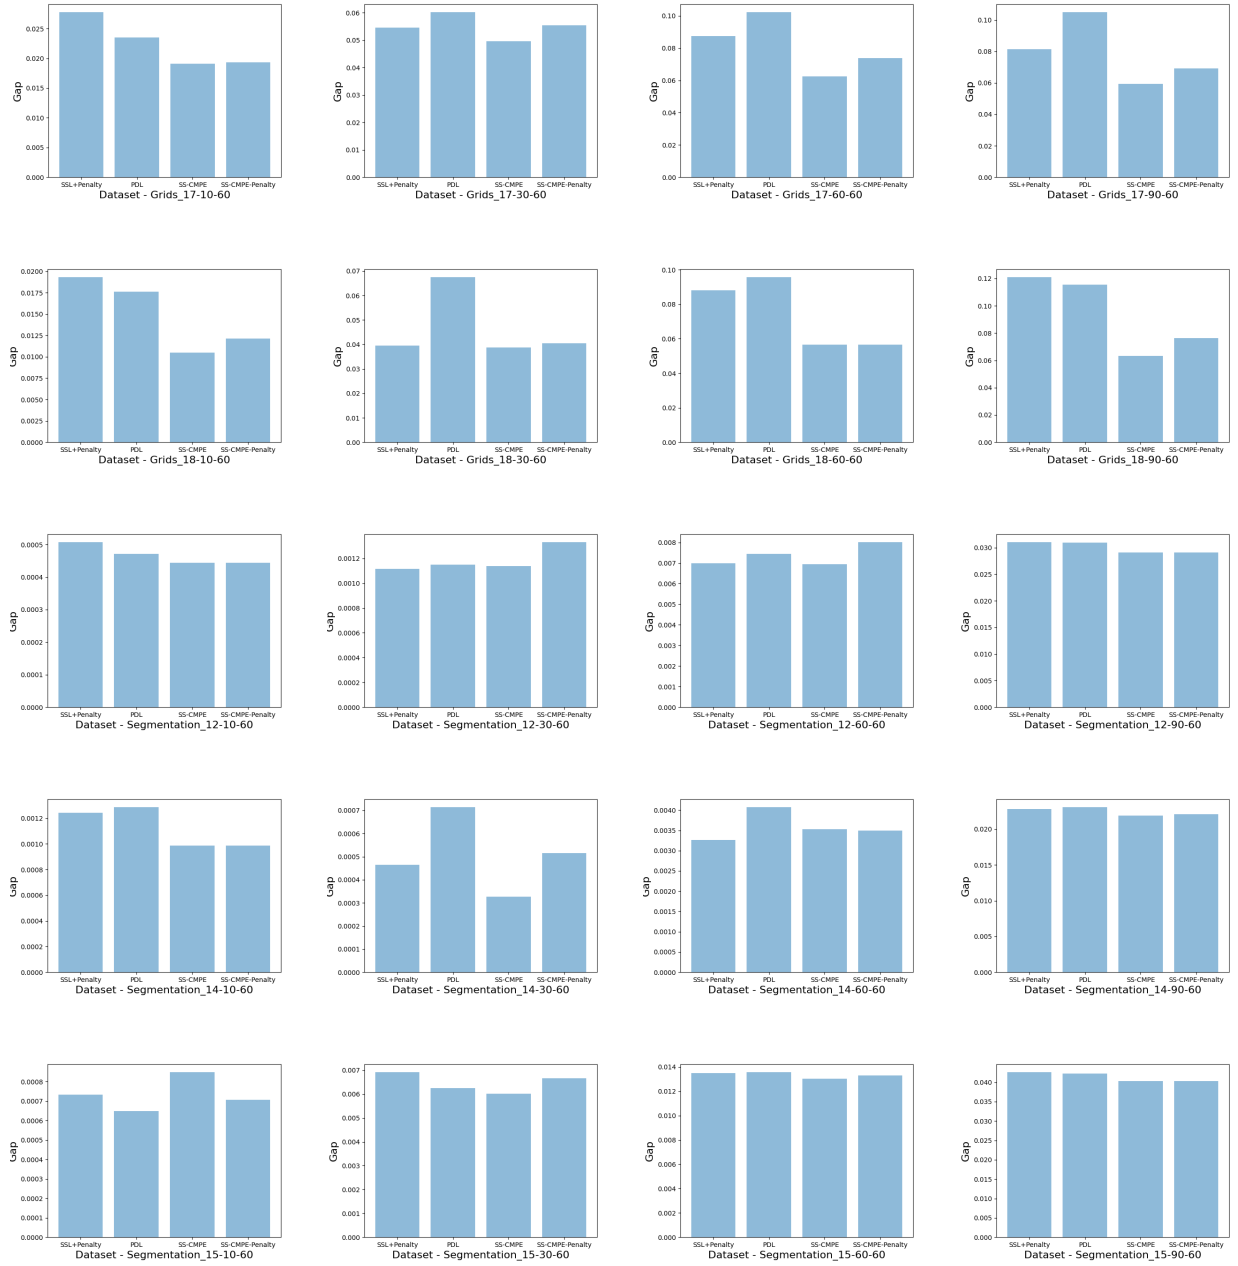 0.025
0.020
0.015
0.010
0.005
0.000
Gap
SSL+Penalty PDL SS-CMPE SS-CMPE-Penalty
Dataset - Grids_17-10-60
0.06
0.05
0.04
0.03
0.02
0.01
0.00
Gap
SSL+Penalty PDL SS-CMPE SS-CMPE-Penalty
Dataset - Grids_17-30-60
0.10
0.08
0.06
0.04
0.02
0.00
Gap
SSL+Penalty PDL SS-CMPE SS-CMPE-Penalty
Dataset - Grids_17-60-60
0.10
0.08
0.06
0.04
0.02
0.00
Gap
SSL+Penalty PDL SS-CMPE SS-CMPE-Penalty
Dataset - Grids_17-90-60
0.0200
0.0175
0.0150
0.0125
0.0100
0.0075
0.0050
0.0025
0.0000
Gap
SSL+Penalty PDL SS-CMPE SS-CMPE-Penalty
Dataset - Grids_18-10-60
0.07
0.06
0.05
0.04
0.03
0.02
0.01
0.00
Gap
SSL+Penalty PDL SS-CMPE SS-CMPE-Penalty
Dataset - Grids_18-30-60
0.10
0.08
0.06
0.04
0.02
0.00
Gap
SSL+Penalty PDL SS-CMPE SS-CMPE-Penalty
Dataset - Grids_18-60-60
0.12
0.10
0.08
0.06
0.04
0.02
0.00
Gap
SSL+Penalty PDL SS-CMPE SS-CMPE-Penalty
Dataset - Grids_18-90-60
0.0005
0.0004
0.0003
0.0002
0.0001
0.0000
Gap
SSL+Penalty PDL SS-CMPE SS-CMPE-Penalty
Dataset - Segmentation_12-10-60
0.0012
0.0010
0.0008
0.0006
0.0004
0.0002
0.0000
Gap
SSL+Penalty PDL SS-CMPE SS-CMPE-Penalty
Dataset - Segmentation_12-30-60
0.008
0.007
0.006
0.005
0.004
0.003
0.002
0.001
0.000
Gap
SSL+Penalty PDL SS-CMPE SS-CMPE-Penalty
Dataset - Segmentation_12-60-60
0.030
0.025
0.020
0.015
0.010
0.005
0.000
Gap
SSL+Penalty PDL SS-CMPE SS-CMPE-Penalty
Dataset - Segmentation_12-90-60
0.0012
0.0010
0.0008
0.0006
0.0004
0.0002
0.0000
Gap
SSL+Penalty PDL SS-CMPE SS-CMPE-Penalty
Dataset - Segmentation_14-10-60
0.0007
0.0006
0.0005
0.0004
0.0003
0.0002
0.0001
0.0000
Gap
SSL+Penalty PDL SS-CMPE SS-CMPE-Penalty
Dataset - Segmentation_14-30-60
0.0040
0.0035
0.0030
0.0025
0.0020
0.0015
0.0010
0.0005
0.0000
Gap
SSL+Penalty PDL SS-CMPE SS-CMPE-Penalty
Dataset - Segmentation_14-60-60
0.020
0.015
0.010
0.005
0.000
Gap
SSL+Penalty PDL SS-CMPE SS-CMPE-Penalty
Dataset - Segmentation_14-90-60
0.0008
0.0007
0.0006
0.0005
0.0004
0.0003
0.0002
0.0001
0.0000
Gap
SSL+Penalty PDL SS-CMPE SS-CMPE-Penalty
Dataset - Segmentation_15-10-60
0.007
0.006
0.005
0.004
0.003
0.002
0.001
0.000
Gap
SSL+Penalty PDL SS-CMPE SS-CMPE-Penalty
Dataset - Segmentation_15-30-60
0.014
0.012
0.010
0.008
0.006
0.004
0.002
0.000
Gap
SSL+Penalty PDL SS-CMPE SS-CMPE-Penalty
Dataset - Segmentation_15-60-60
0.040
0.035
0.030
0.025
0.020
0.015
0.010
0.005
0.000
Gap
SSL+Penalty PDL SS-CMPE SS-CMPE-Penalty
Dataset - Segmentation_15-90-60